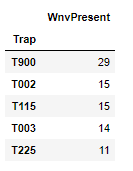 WnvPresent
Trap
T900 29
T002 15
T115 15
T003 14
T225 11